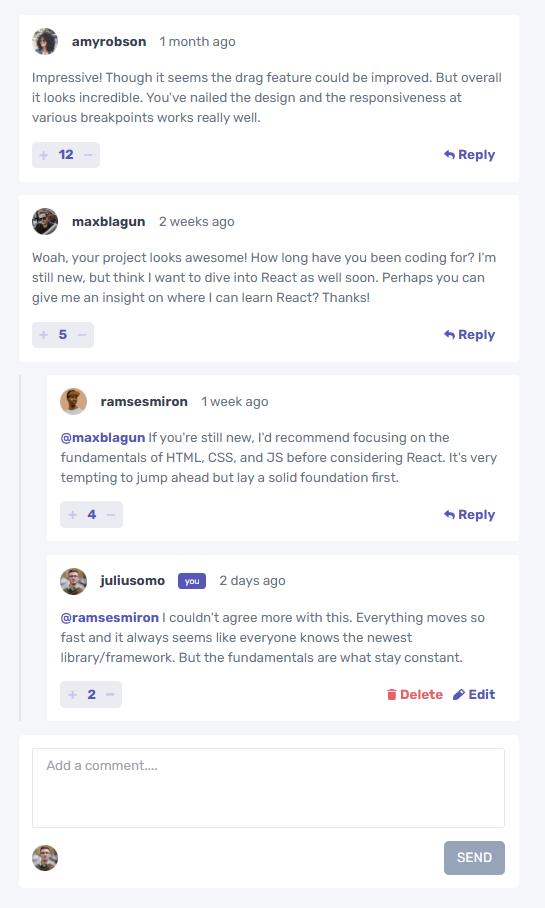 amyrobson 1 month ago
Impressive! Though it seems the drag feature could be improved. But overall
it looks incredible. You've nailed the design and the responsiveness at
various breakpoints works really well.
+ 12 − Reply
maxblagun 2 weeks ago
Woah, your project looks awesome! How long have you been coding for? I'm
still new, but think I want to dive into React as well soon. Perhaps you can
give me an insight on where I can learn React? Thanks!
+ 5 − Reply
ramsesmiron 1 week ago
@maxblagun If you're still new, I'd recommend focusing on the
fundamentals of HTML, CSS, and JS before considering React. It's very
tempting to jump ahead but lay a solid foundation first.
+ 4 − Reply
juliusomo you 2 days ago
@ramsesmiron I couldn't agree more with this. Everything moves so
fast and it always seems like everyone knows the newest
library/framework. But the fundamentals are what stay constant.
+ 2 − Delete Edit
Add a comment....
SEND